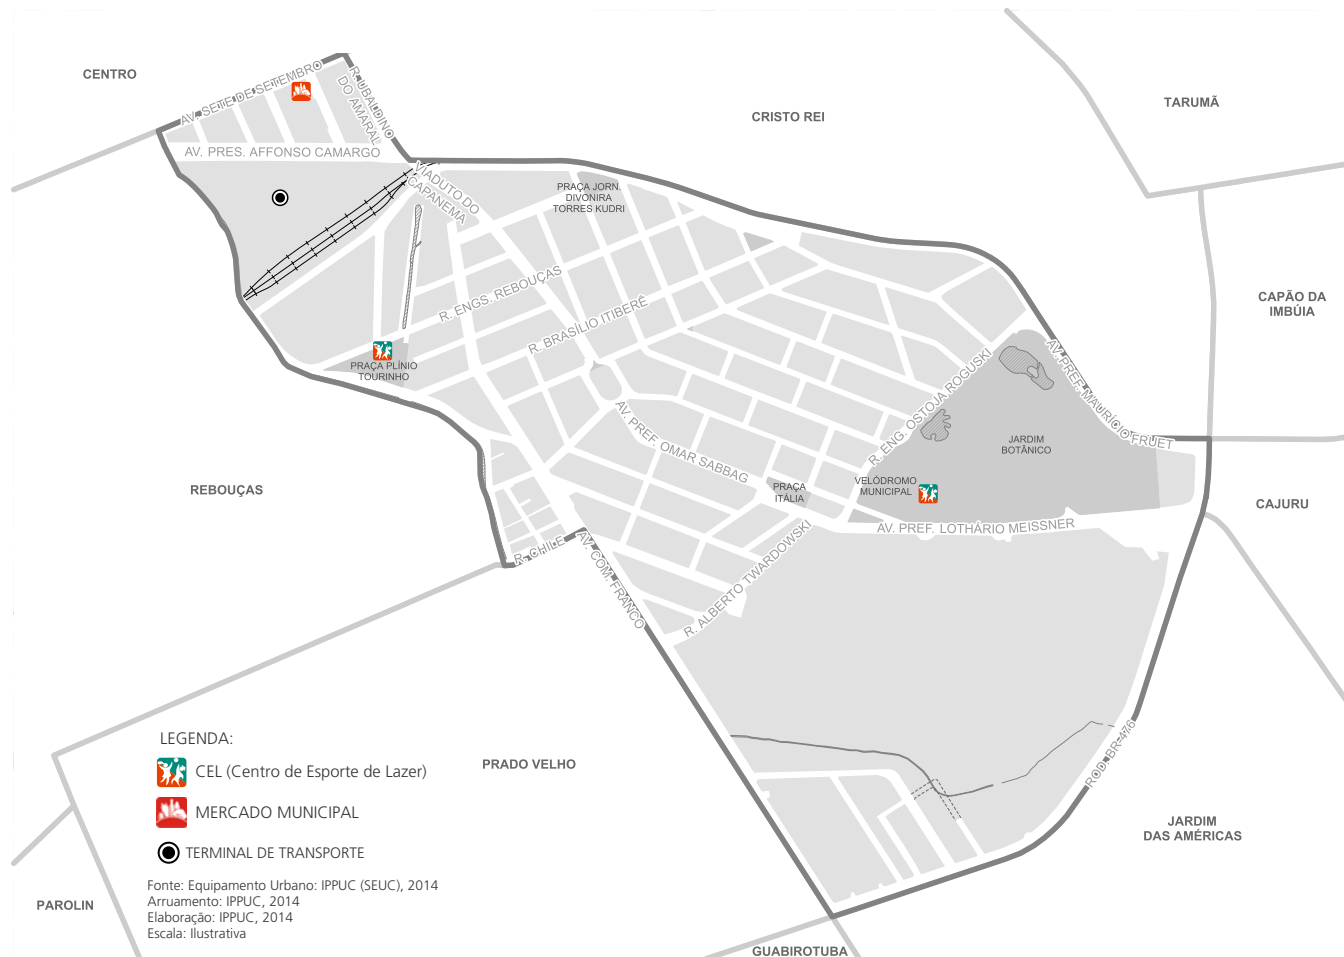 CENTRO
AV. SETE DE SETEMBRO
R. UBALDINO
DO AMARAL
CRISTO REI
TARUMÃ
AV. PRES. AFFONSO CAMARGO
VIADUTO DO
CAPANEMA
PRAÇA JORN.
DIVONIRA
TORRES KUDRI
CAPÃO DA
IMBÚIA
R. ENGS. REBOUÇAS
R. BRASÍLIO ITIBERÊ
PRAÇA PLÍNIO
TOURINHO
R. ENG. OSTOJA ROGUSKI
AV. PREF. MAURÍCIO FRUET
JARDIM
BOTÂNICO
AV. PREF. OMAR SABBAG
REBOUÇAS
PRAÇA
ITÁLIA
VELÓDROMO
MUNICIPAL
CAJURU
AV. PREF. LOTHÁRIO MEISSNER
R. CHILE
AV. COM. FRANCO
R. ALBERTO TWARDOWSKI
ROD. BR-476
PRADO VELHO
JARDIM
DAS AMÉRICAS
LEGENDA:
CEL (Centro de Esporte de Lazer)
MERCADO MUNICIPAL
TERMINAL DE TRANSPORTE
Fonte: Equipamento Urbano: IPPUC (SEUC), 2014
Arruamento: IPPUC, 2014
Elaboração: IPPUC, 2014
Escala: Ilustrativa
PAROLIN
GUABIROTUBA